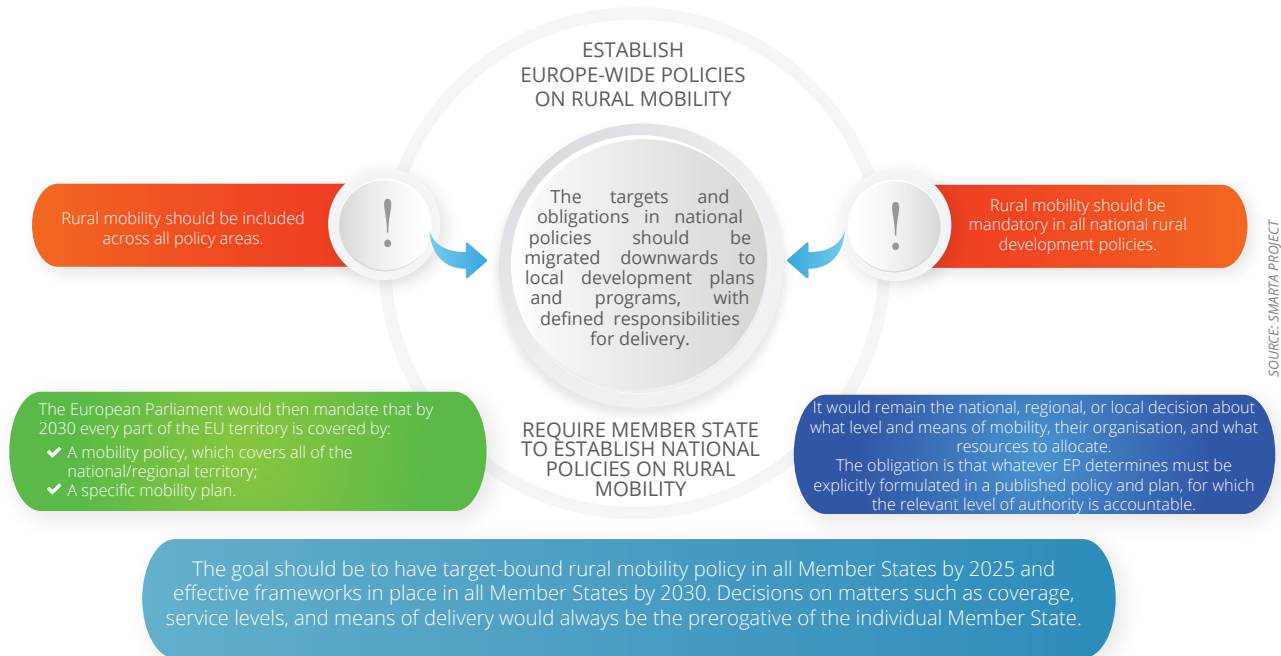 ESTABLISH
EUROPE-WIDE POLICIES
ON RURAL MOBILITY
Rural mobility should be included
across all policy areas.
!
The targets and
obligations in national
policies should be
migrated downwards to
local development plans
and programs, with
defined responsibilities
for delivery.
!
Rural mobility should be
mandatory in all national rural
development policies.
SOURCE: SMARTA PROJECT
The European Parliament would then mandate that by
2030 every part of the EU territory is covered by:
✔ A mobility policy, which covers all of the
national/regional territory;
✔ A specific mobility plan.
REQUIRE MEMBER STATE
TO ESTABLISH NATIONAL
POLICIES ON RURAL
MOBILITY
It would remain the national, regional, or local decision about
what level and means of mobility, their organisation, and what
resources to allocate.
The obligation is that whatever EP determines must be
explicitly formulated in a published policy and plan, for which
the relevant level of authority is accountable.
The goal should be to have target-bound rural mobility policy in all Member States by 2025 and
effective frameworks in place in all Member States by 2030. Decisions on matters such as coverage,
service levels, and means of delivery would always be the prerogative of the individual Member State.